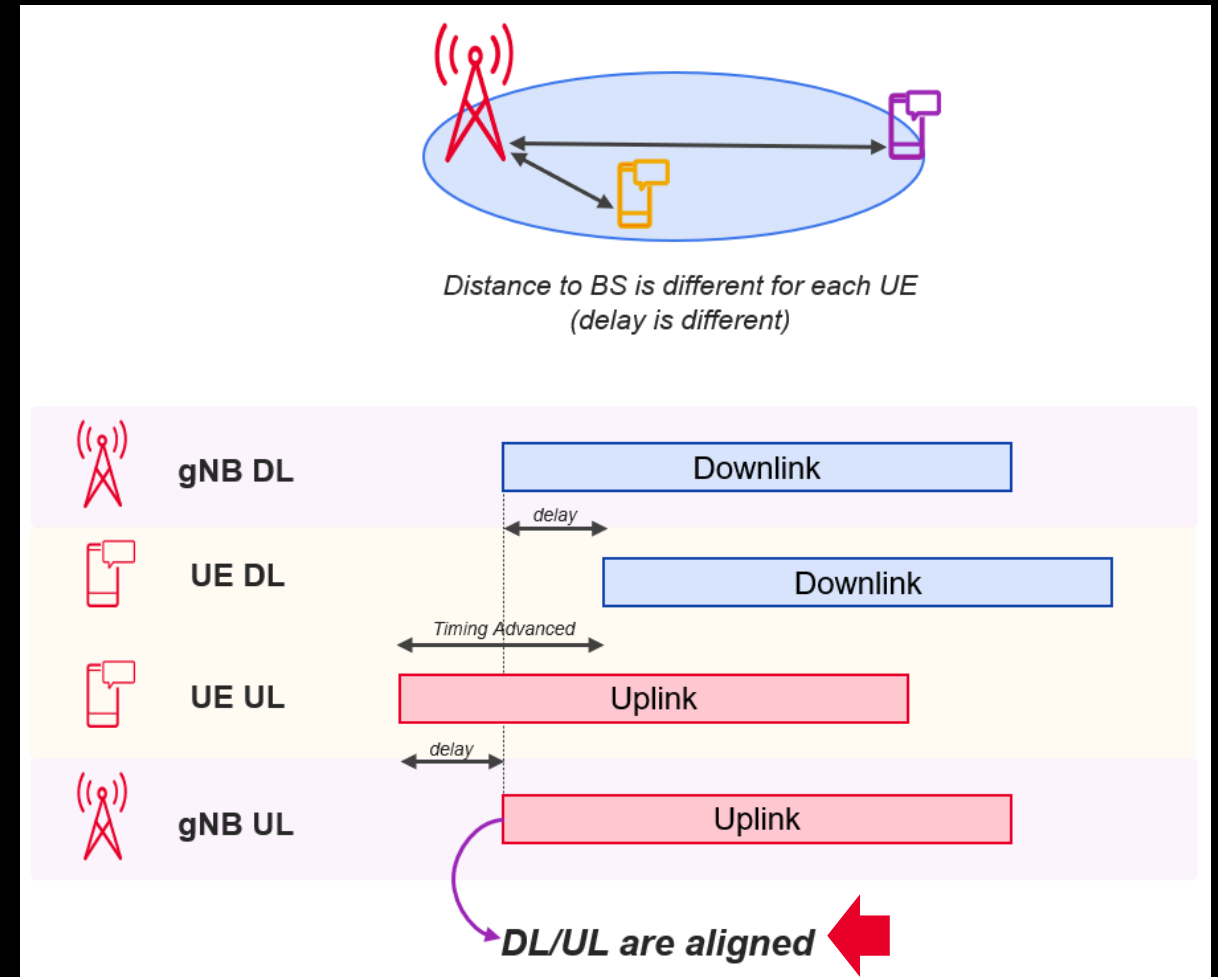 Distance to BS is different for each UE
(delay is different)
gNB DL
Downlink
delay
UE DL
Downlink
Timing Advanced
UE UL
Uplink
delay
gNB UL
Uplink
DL/UL are aligned